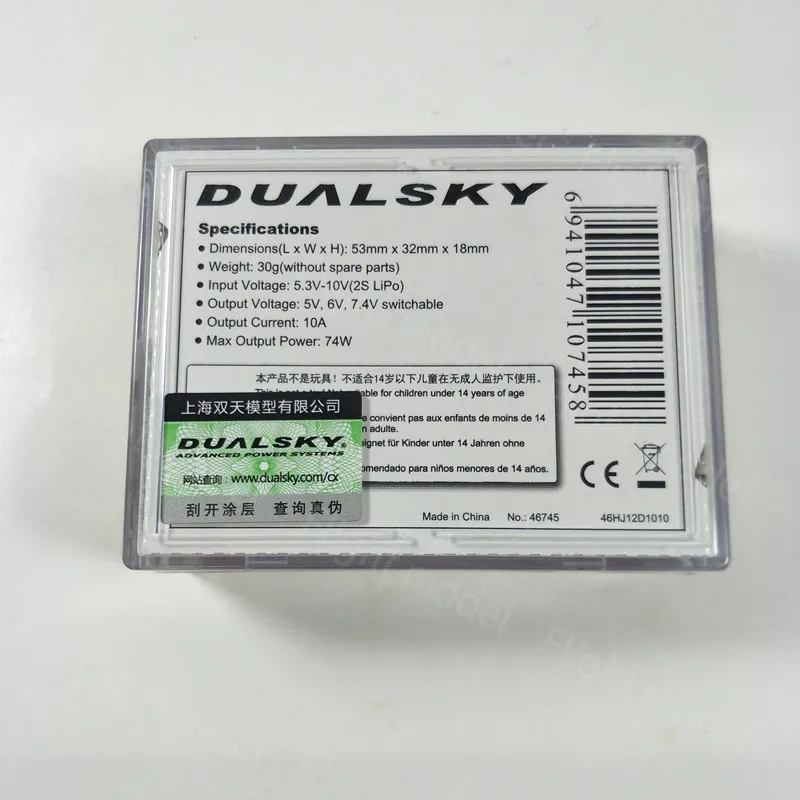 DUALSKY
Specifications
• Dimensions(L x W x H): 53mm x 32mm x 18mm
• Weight: 30g(without spare parts)
• Input Voltage: 5.3V-10V(2S LiPo)
• Output Voltage: 5V, 6V, 7.4V switchable
• Output Current: 10A
• Max Output Power: 74W
6 941047 107458
本产品不是玩具！不适合14岁以下儿童在无成人监护下使用。
for children under 14 years of age
convient pas aux enfants de moins de 14
adulte.
für Kinder unter 14 Jahren ohne
para niños menores de 14 años.
上海双天模型有限公司
DUALSKY®
ADVANCED POWER SYSTEMS
网站查询：www.dualsky.com/cx
刮开涂层 查询真伪
CE
Made in China No.: 46745 46HJ12D1010
model Flight